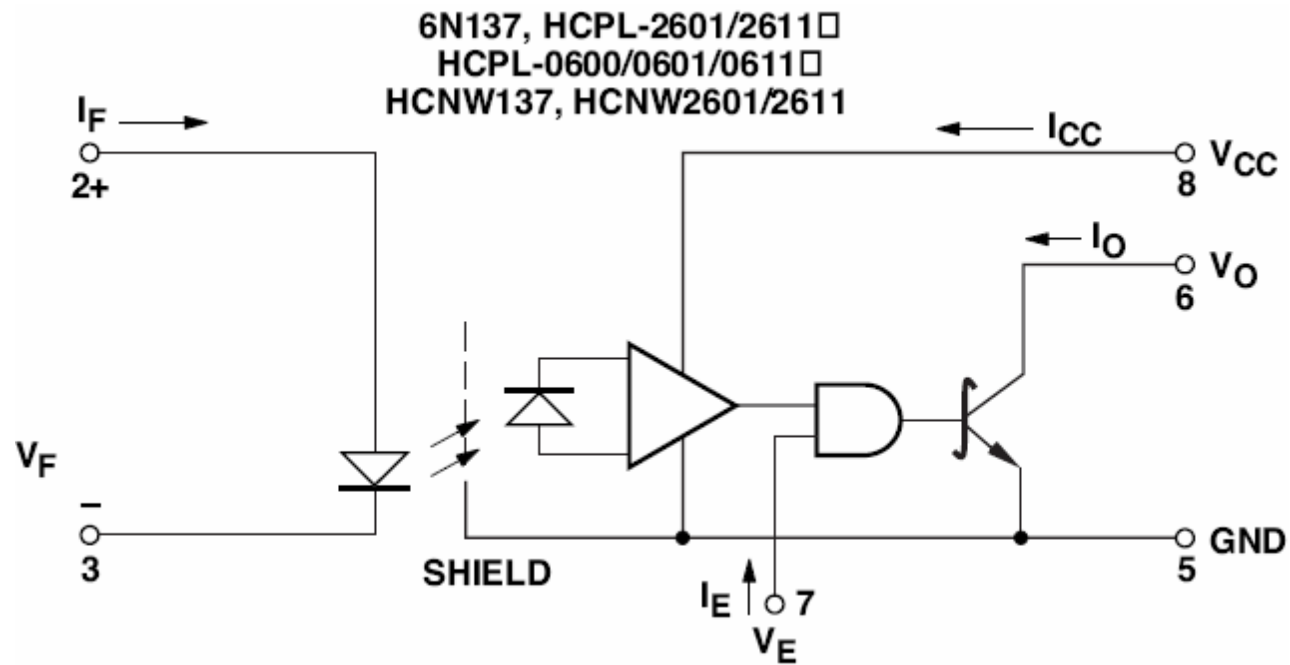 6N137, HCPL-2601/2611□
HCPL-0600/0601/0611□
HCNW137, HCNW2601/2611
IF
2+
ICC
VCC
8
IO
VO
6
VF
–
3
SHIELD
GND
5
IE
7
VE